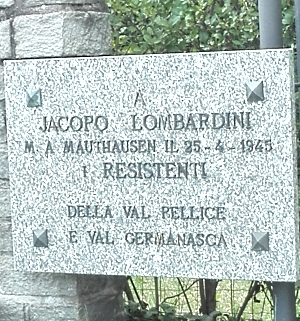 A
JACOPO LOMBARDINI
M. A MAUTHAUSEN IL 25-4-1945
I RESISTENTI
DELLA VAL PELLICE
E VAL GERMANASCA